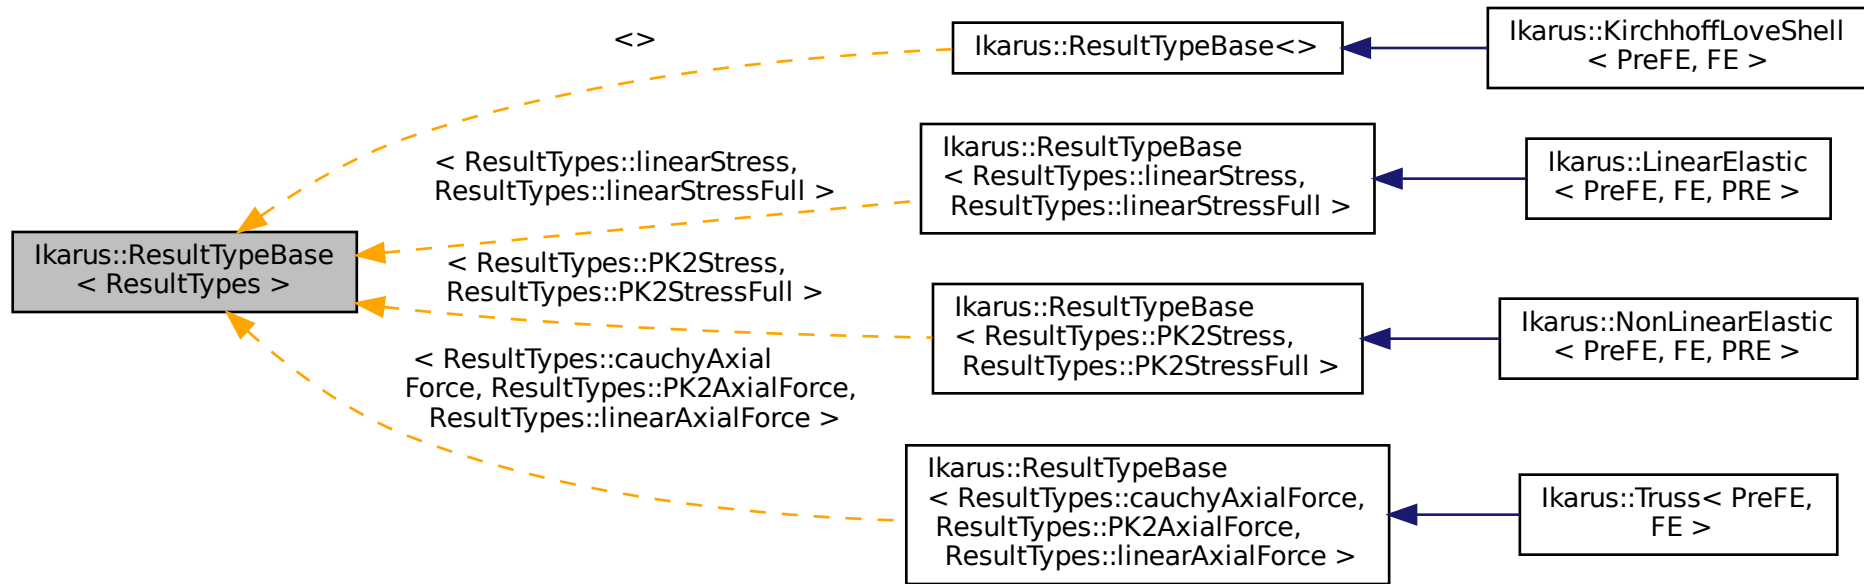 <>
Ikarus::ResultTypeBase<>
Ikarus::KirchhoffLoveShell
< PreFE, FE >
< ResultTypes::linearStress,
ResultTypes::linearStressFull >
Ikarus::ResultTypeBase
< ResultTypes::linearStress,
ResultTypes::linearStressFull >
Ikarus::LinearElastic
< PreFE, FE, PRE >
Ikarus::ResultTypeBase
< ResultTypes >
< ResultTypes::PK2Stress,
ResultTypes::PK2StressFull >
Ikarus::ResultTypeBase
< ResultTypes::PK2Stress,
ResultTypes::PK2StressFull >
Ikarus::NonLinearElastic
< PreFE, FE, PRE >
< ResultTypes::cauchyAxial
Force, ResultTypes::PK2AxialForce,
ResultTypes::linearAxialForce >
Ikarus::ResultTypeBase
< ResultTypes::cauchyAxialForce,
ResultTypes::PK2AxialForce,
ResultTypes::linearAxialForce >
Ikarus::Truss< PreFE,
FE >